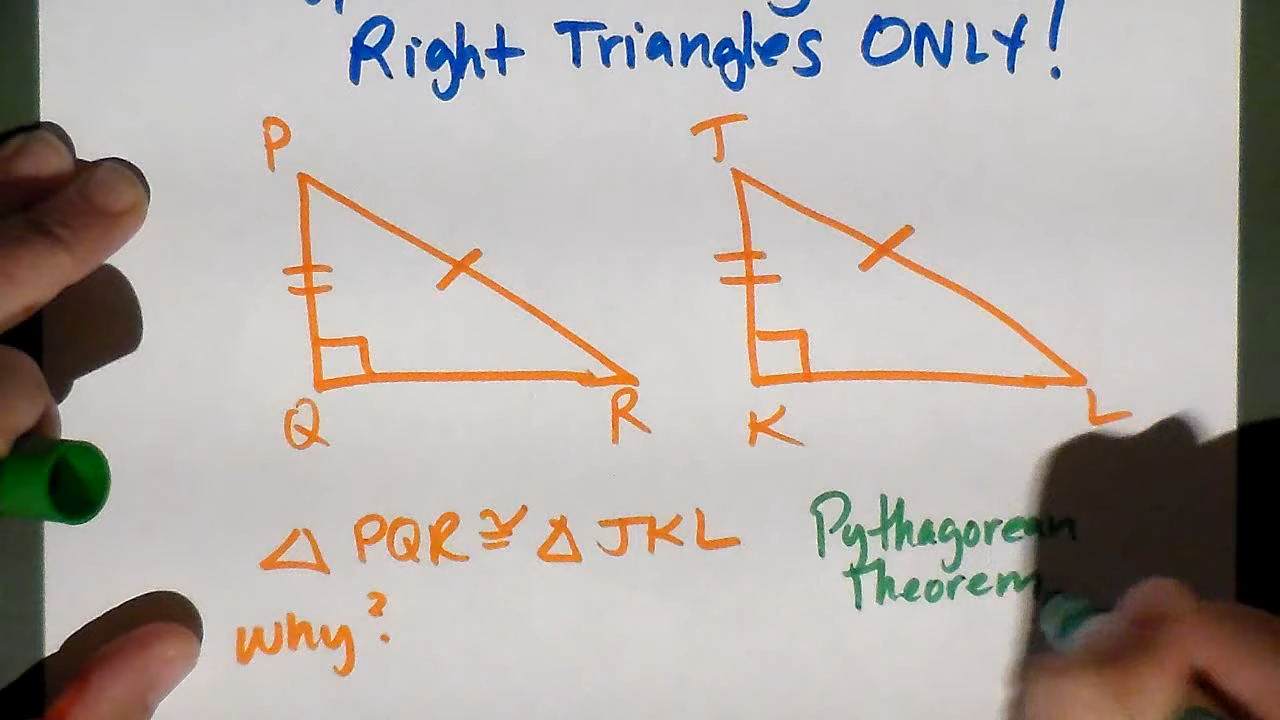 Right Triangles ONLY!
P
J
Q
R
K
L
△ PQR ≅ △ JKL
Pythagorean
theorem
why?